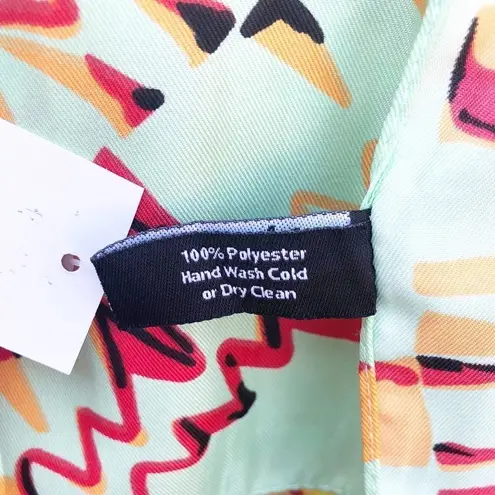 100% Polyester
Hand Wash Cold
or Dry Clean